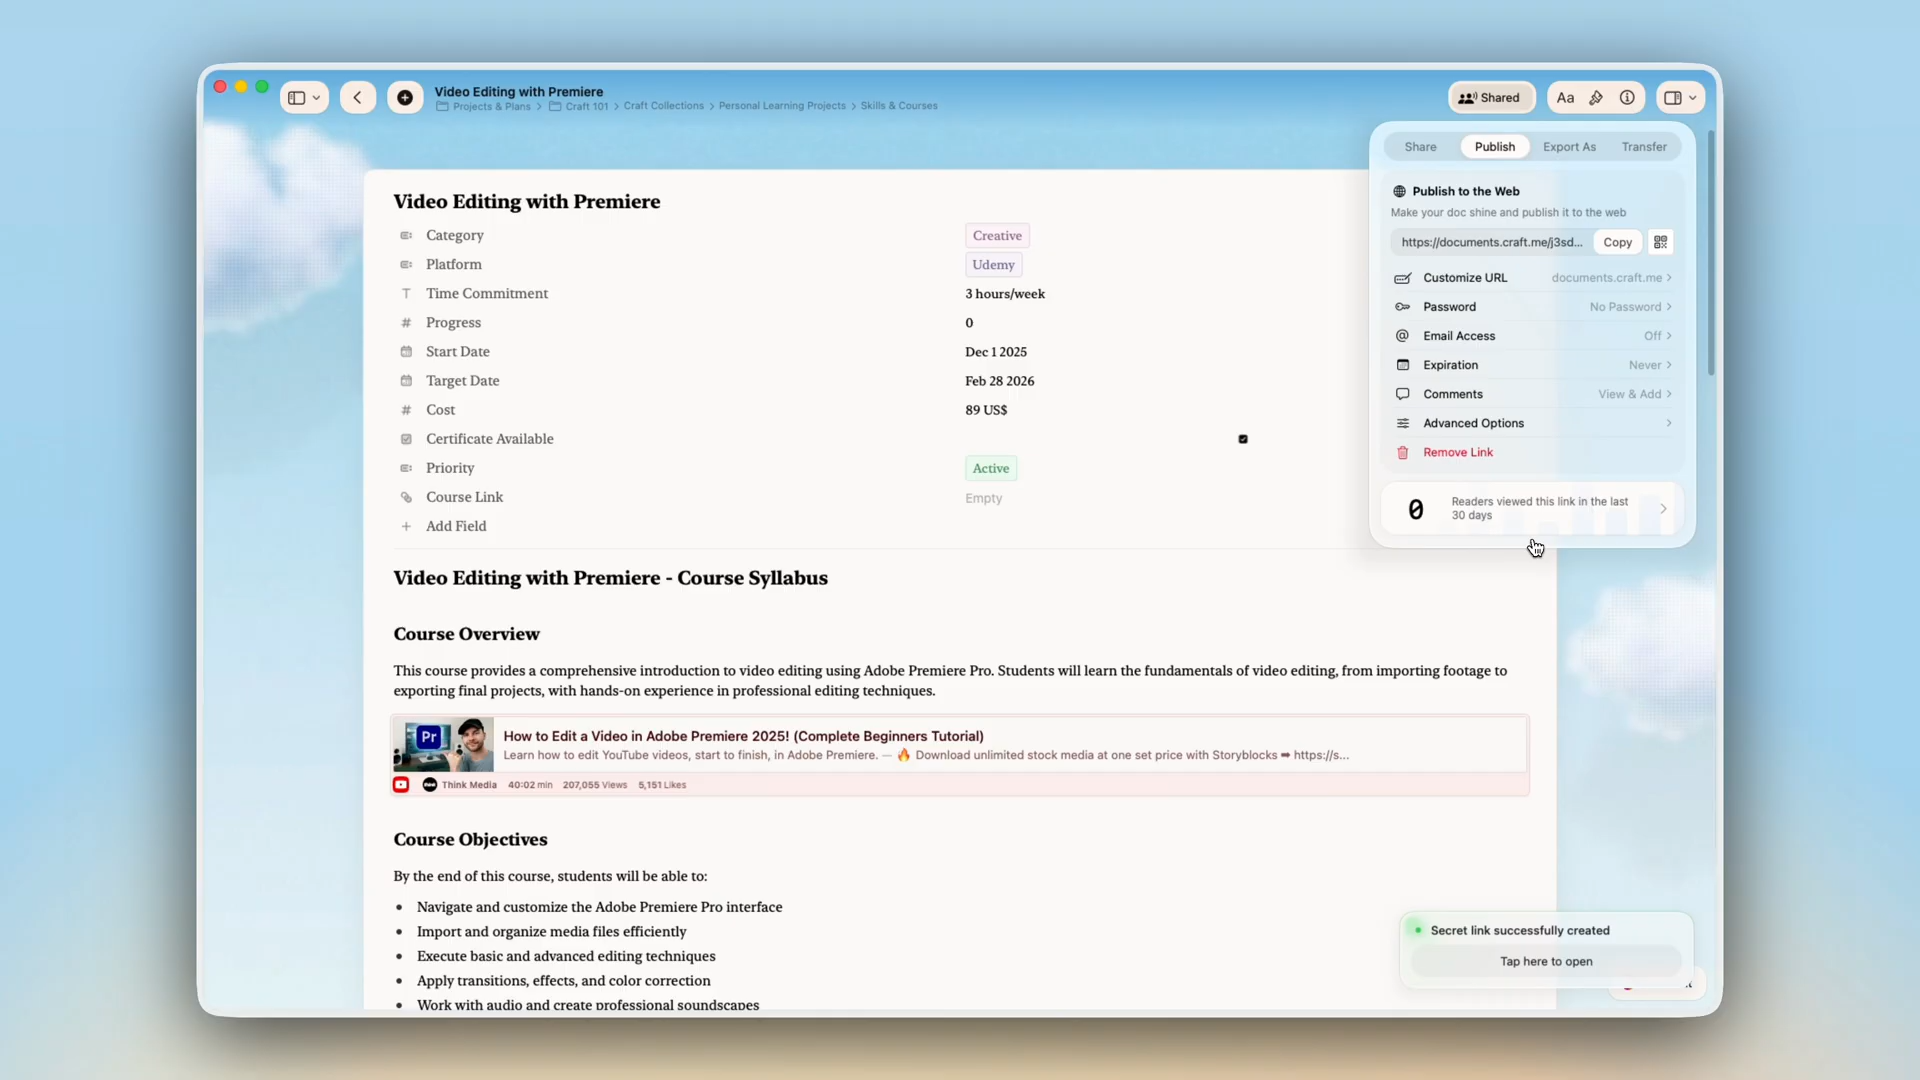 Video Editing with Premiere
Projects & Plans > Craft 101 > Craft Collections > Personal Learning Projects > Skills & Courses
Shared
Aa
Share Publish Export As Transfer
Publish to the Web
Make your doc shine and publish it to the web
https://documents.craft.me/j3sd... Copy
Customize URL documents.craft.me >
Password No Password >
Email Access Off >
Expiration Never >
Comments View & Add >
Advanced Options >
Remove Link
0 Readers viewed this link in the last
30 days
Video Editing with Premiere
Category Creative
Platform Udemy
Time Commitment 3 hours/week
Progress 0
Start Date Dec 1 2025
Target Date Feb 28 2026
Cost 89 US$
Certificate Available
Priority Active
Course Link Empty
+ Add Field
Video Editing with Premiere - Course Syllabus
Course Overview
This course provides a comprehensive introduction to video editing using Adobe Premiere Pro. Students will learn the fundamentals of video editing, from importing footage to
exporting final projects, with hands-on experience in professional editing techniques.
Pr
How to Edit a Video in Adobe Premiere 2025! (Complete Beginners Tutorial)
Learn how to edit YouTube videos, start to finish, in Adobe Premiere. — 🔥 Download unlimited stock media at one set price with Storyblocks ➡ https://s...
Think Media 40:02 min 207,055 Views 5,151 Likes
Course Objectives
By the end of this course, students will be able to:
• Navigate and customize the Adobe Premiere Pro interface
• Import and organize media files efficiently
• Execute basic and advanced editing techniques
• Apply transitions, effects, and color correction
• Work with audio and create professional soundscapes
Secret link successfully created
Tap here to open